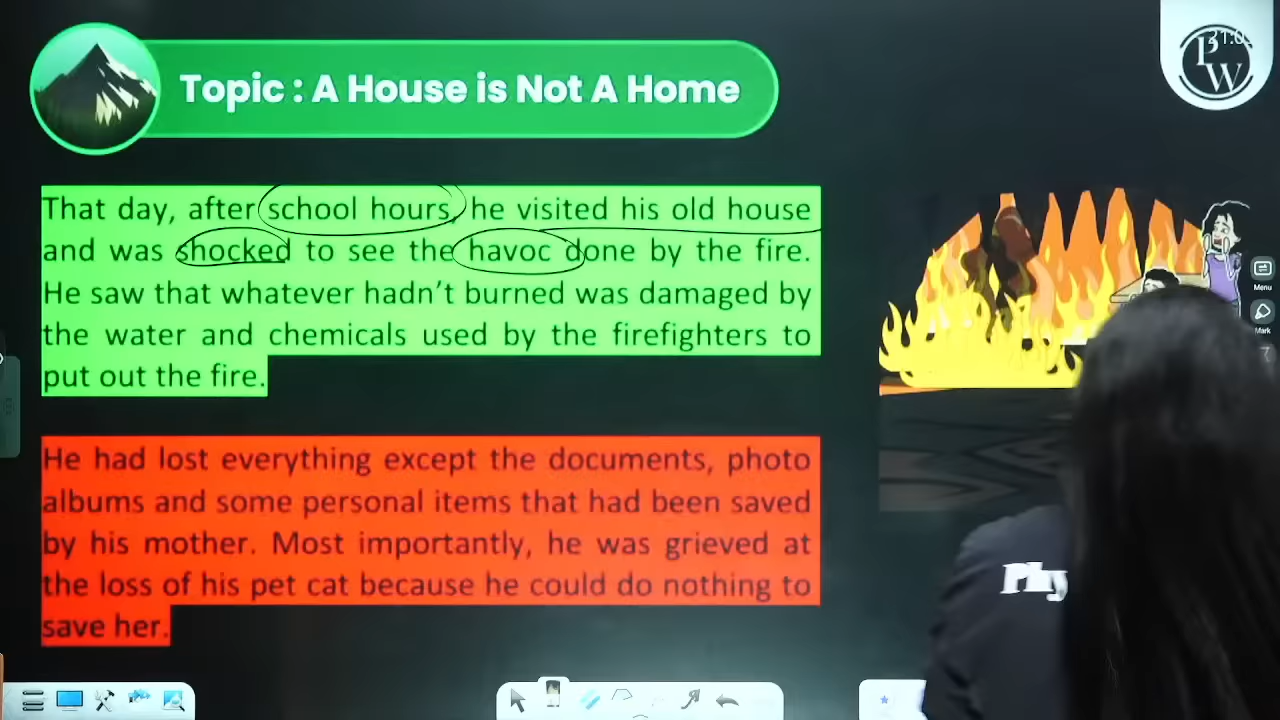 Topic : A House is Not A Home
That day, after school hours, he visited his old house
and was shocked to see the havoc done by the fire.
He saw that whatever hadn't burned was damaged by
the water and chemicals used by the firefighters to
put out the fire.
He had lost everything except the documents, photo
albums and some personal items that had been saved
by his mother. Most importantly, he was grieved at
the loss of his pet cat because he could do nothing to
save her.
PW
Menu
Mark
Phy